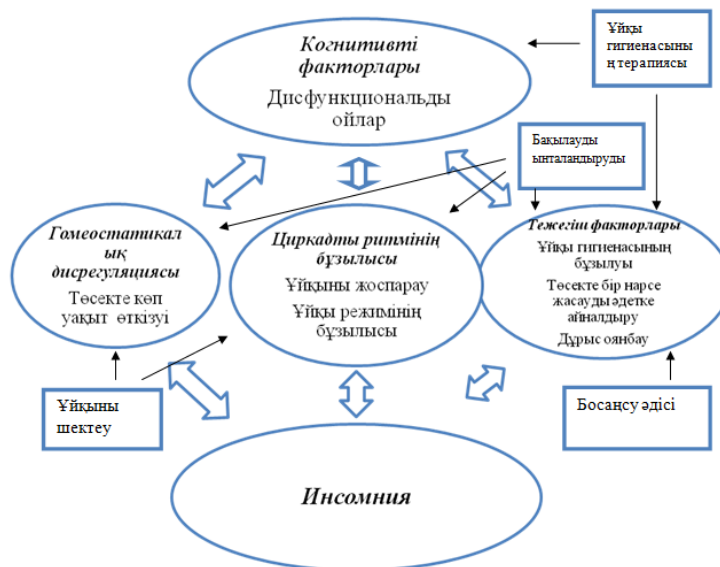 Когнитивті
факторлары
Дисфункциональды
ойлар
Ұйқы
гигиенасыны
ң терапиясы
Бақылауды
ынталандыруды
Гомеостатикал
ық
дисрегуляциясы
Төсекте көп
уақыт өткізуі
Циркадты ритмінің
бұзылысы
Ұйқыны жоспарау
Ұйқы режимінің
бұзылысы
Тежегіш факторлары
Ұйқы гигиенасының
бұзылуы
Төсекте бір нарсе
жасауды әдетке
айналдыру
Дұрыс оянбау
Ұйқыны
шектеу
Босаңсу әдісі
Инсомния